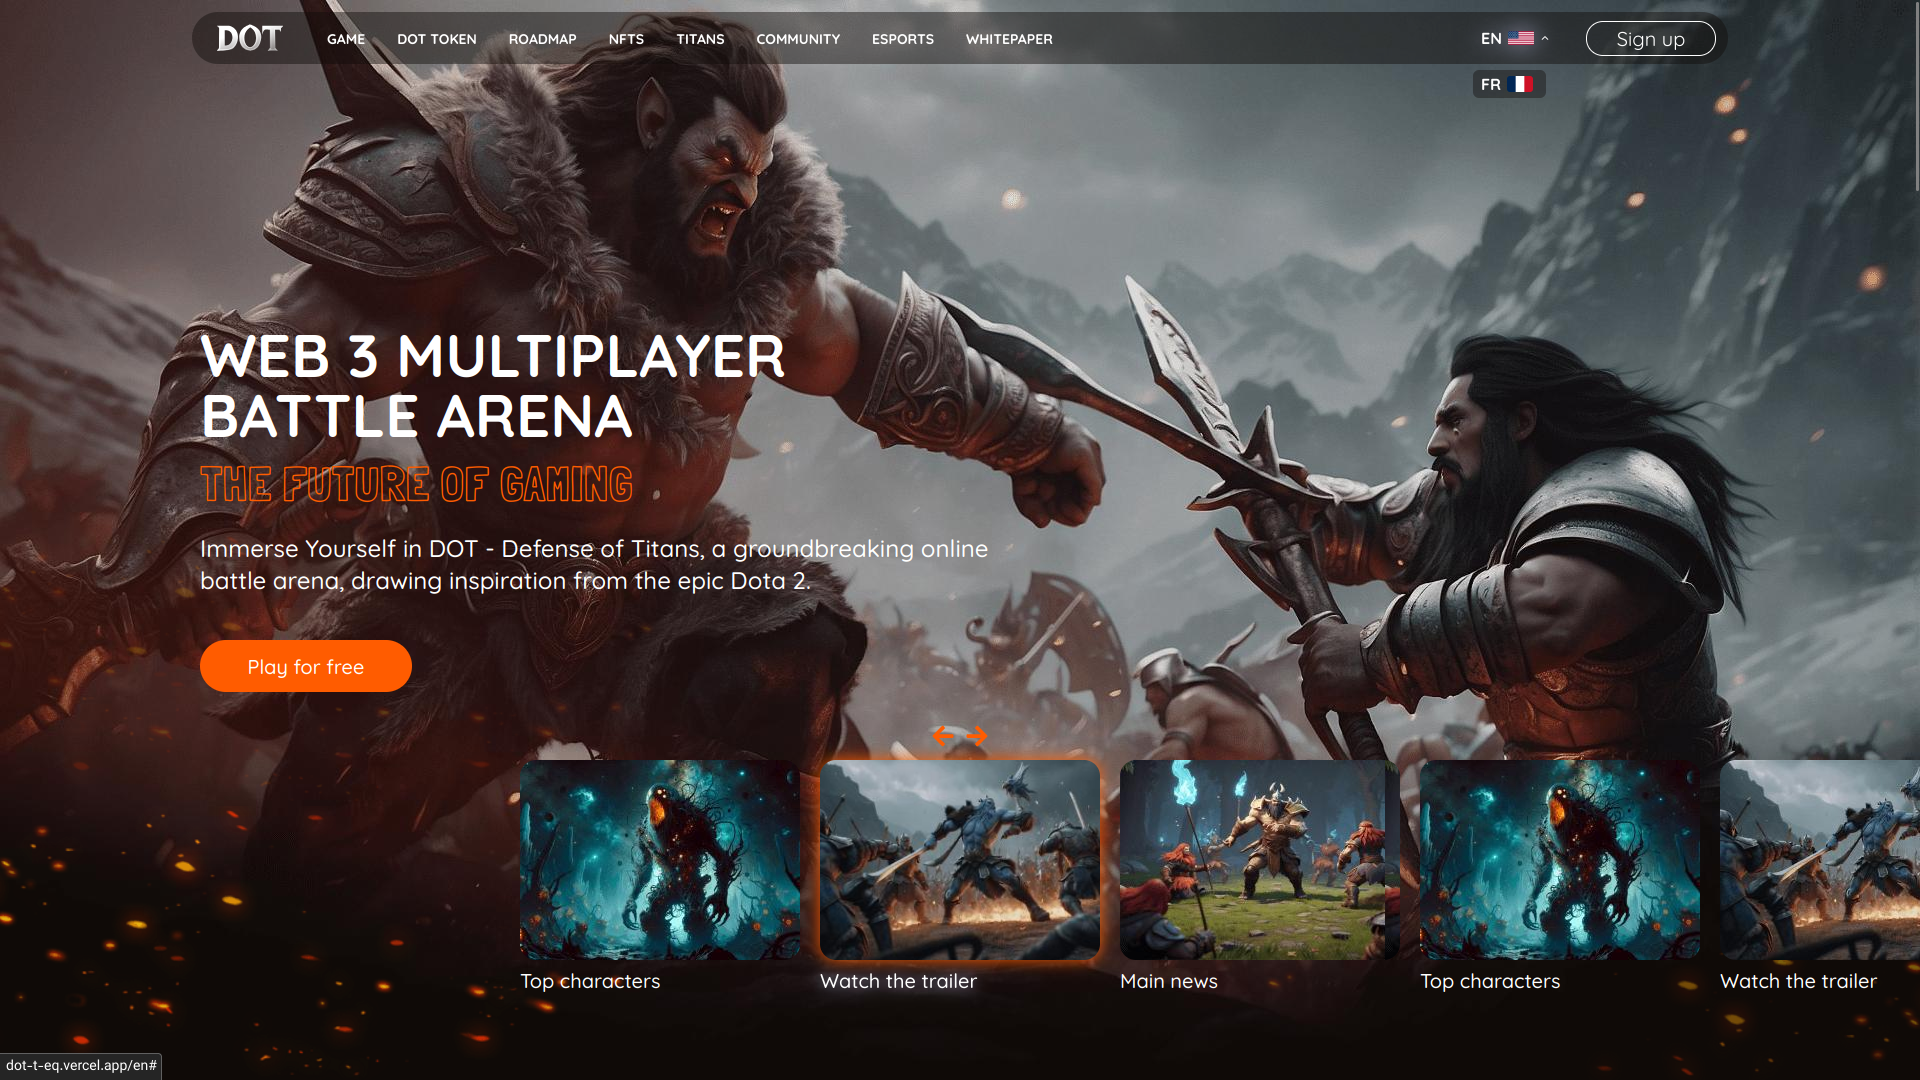 DOT
GAME
DOT TOKEN
ROADMAP
NFTS
TITANS
COMMUNITY
ESPORTS
WHITEPAPER
EN
Sign up
FR
WEB 3 MULTIPLAYER
BATTLE ARENA
THE FUTURE OF GAMING
Immerse Yourself in DOT - Defense of Titans, a groundbreaking online
battle arena, drawing inspiration from the epic Dota 2.
Play for free
Top characters
Watch the trailer
Main news
Top characters
Watch the trailer
dot-t-eq.vercel.app/en#